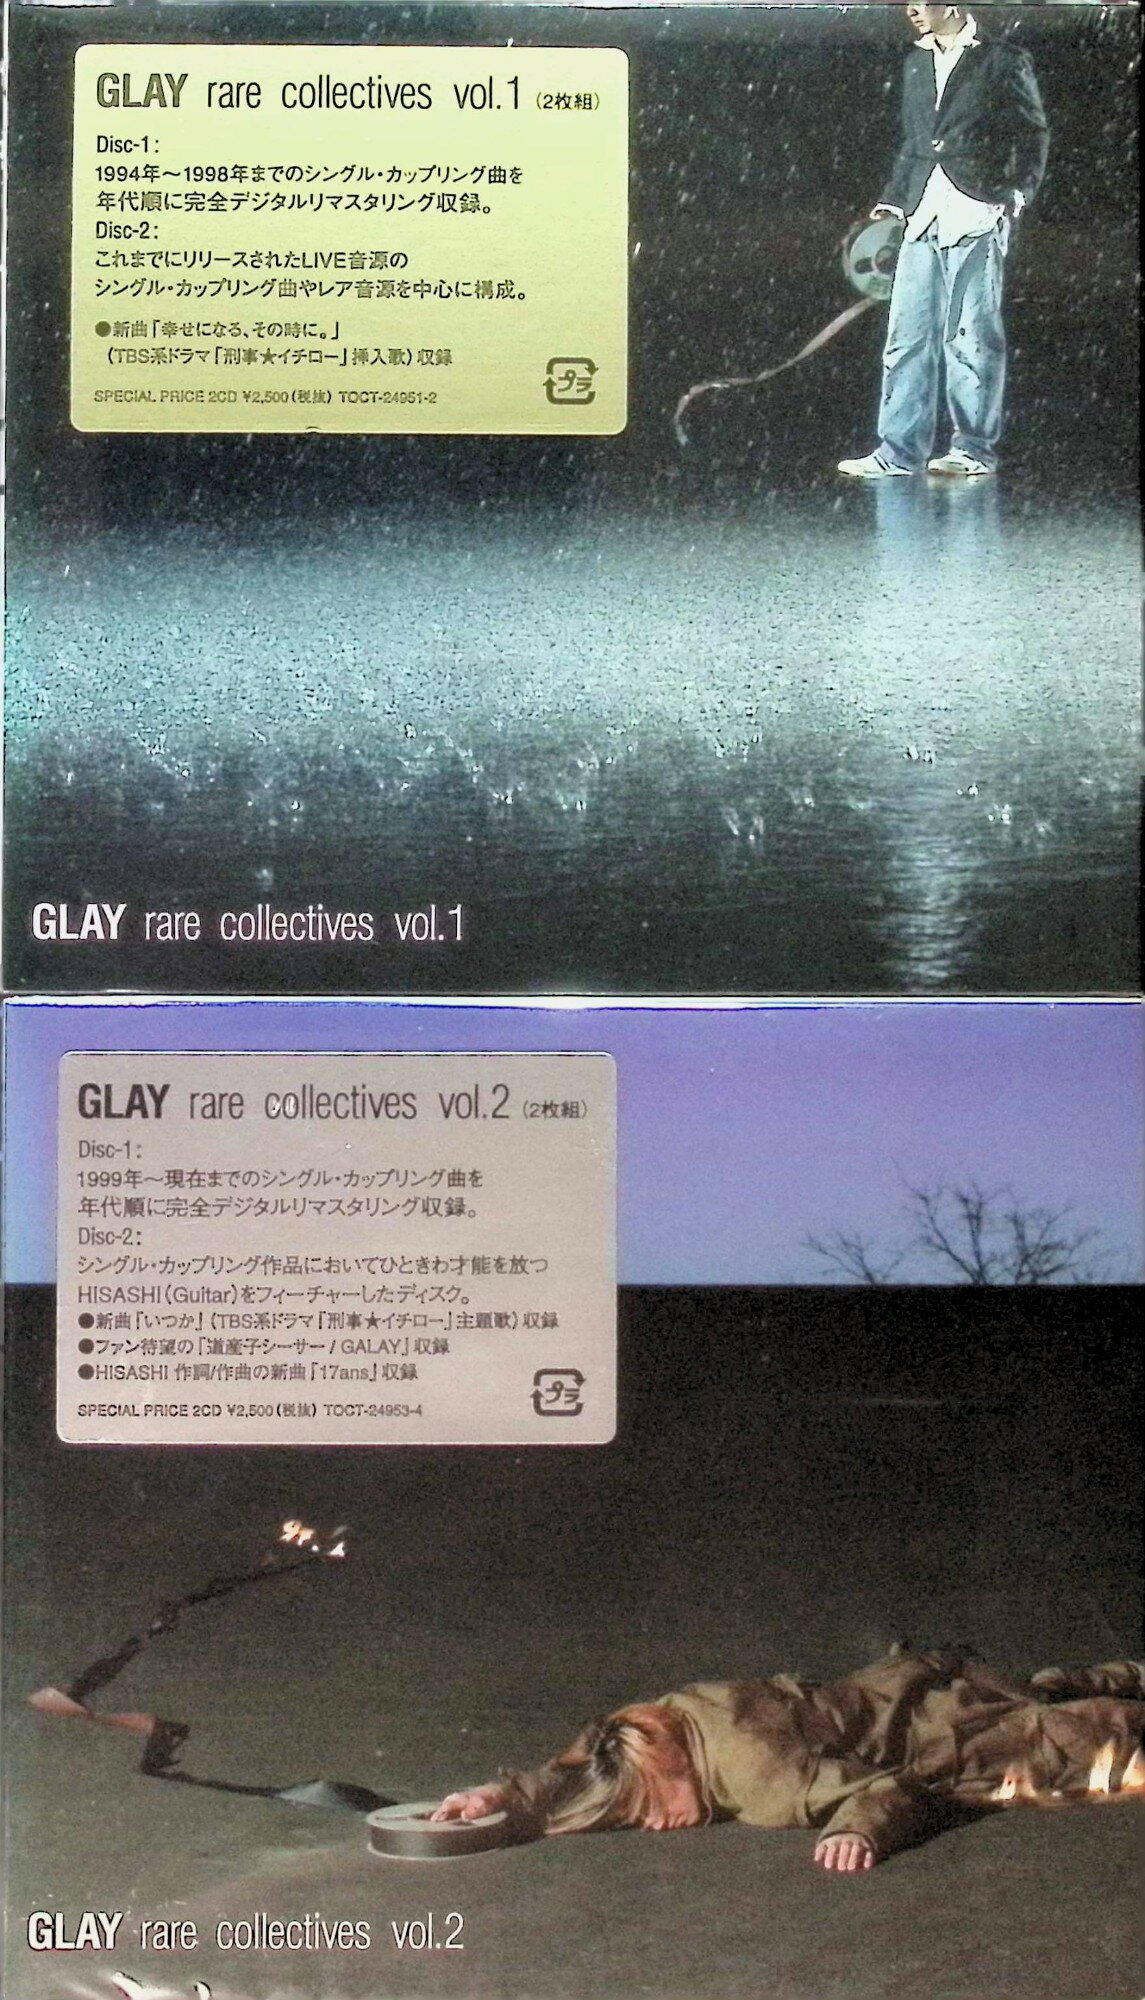 GLAY rare collectives vol.1 (2枚組)
Disc-1:
1994年～1998年までのシングル・カップリング曲を
年代順に完全デジタルリマスタリング収録。
Disc-2:
これまでにリリースされたLIVE音源の
シングル・カップリング曲やレア音源を中心に構成。
●新曲「幸せになる、その時に。」
(TBS系ドラマ「刑事★イチロー」挿入歌) 収録
プラ
SPECIAL PRICE 2CD ¥2,500 (税抜) TOCT-24951-2
GLAY rare collectives vol.1
GLAY rare collectives vol.2 (2枚組)
Disc-1:
1999年～現在までのシングル・カップリング曲を
年代順に完全デジタルリマスタリング収録。
Disc-2:
シングル・カップリング作品においてひときわ才能を放つ
HISASHI (Guitar)をフィーチャーしたディスク。
●新曲『いつか』(TBS系ドラマ『刑事★イチロー』主題歌) 収録
●ファン待望の『道産子シーサー / GALAY』収録
●HISASHI 作詞/作曲の新曲『17ans』収録
プラ
SPECIAL PRICE 2CD ¥2,500 (税抜) TOCT-24953-4
GLAY rare collectives vol.2